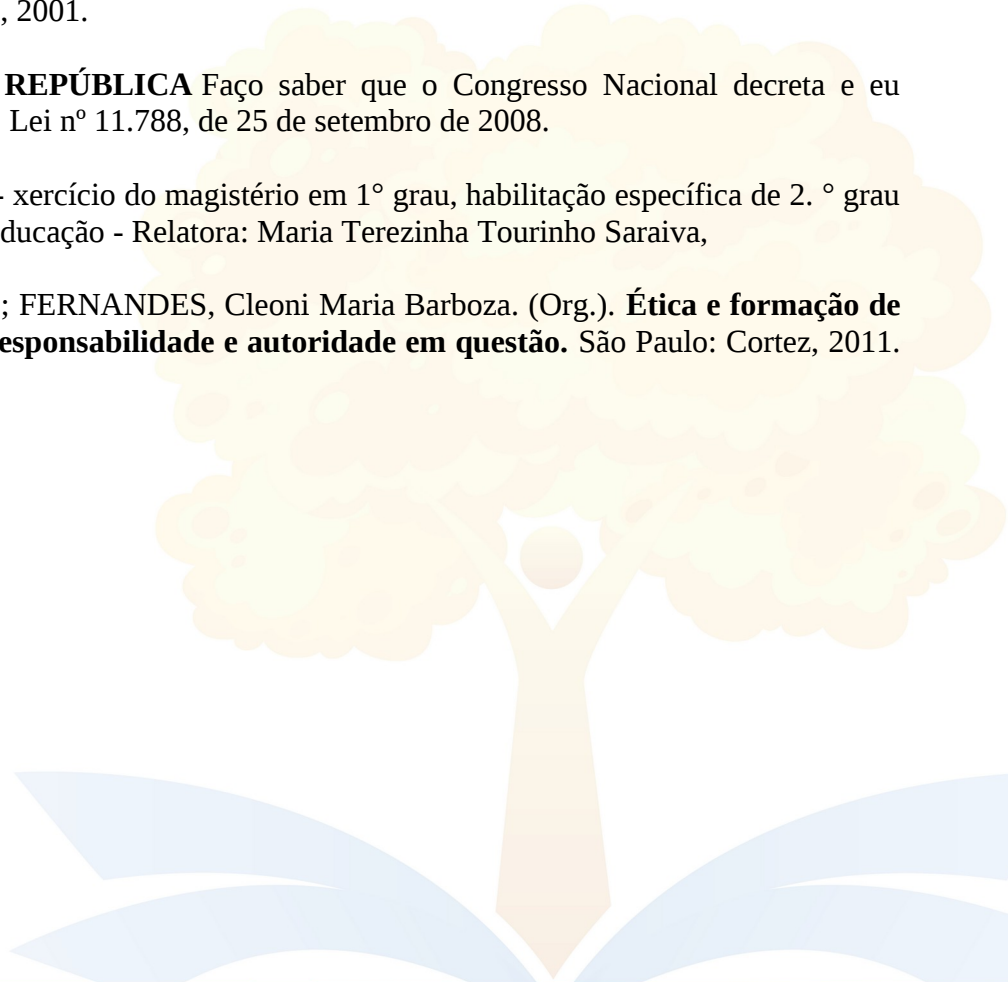 , 2001.
REPÚBLICA Faço saber que o Congresso Nacional decreta e eu
Lei nº 11.788, de 25 de setembro de 2008.
- xercício do magistério em 1° grau, habilitação específica de 2. ° grau
ducação - Relatora: Maria Terezinha Tourinho Saraiva,
; FERNANDES, Cleoni Maria Barboza. (Org.). Ética e formação de
esponsabilidade e autoridade em questão. São Paulo: Cortez, 2011.